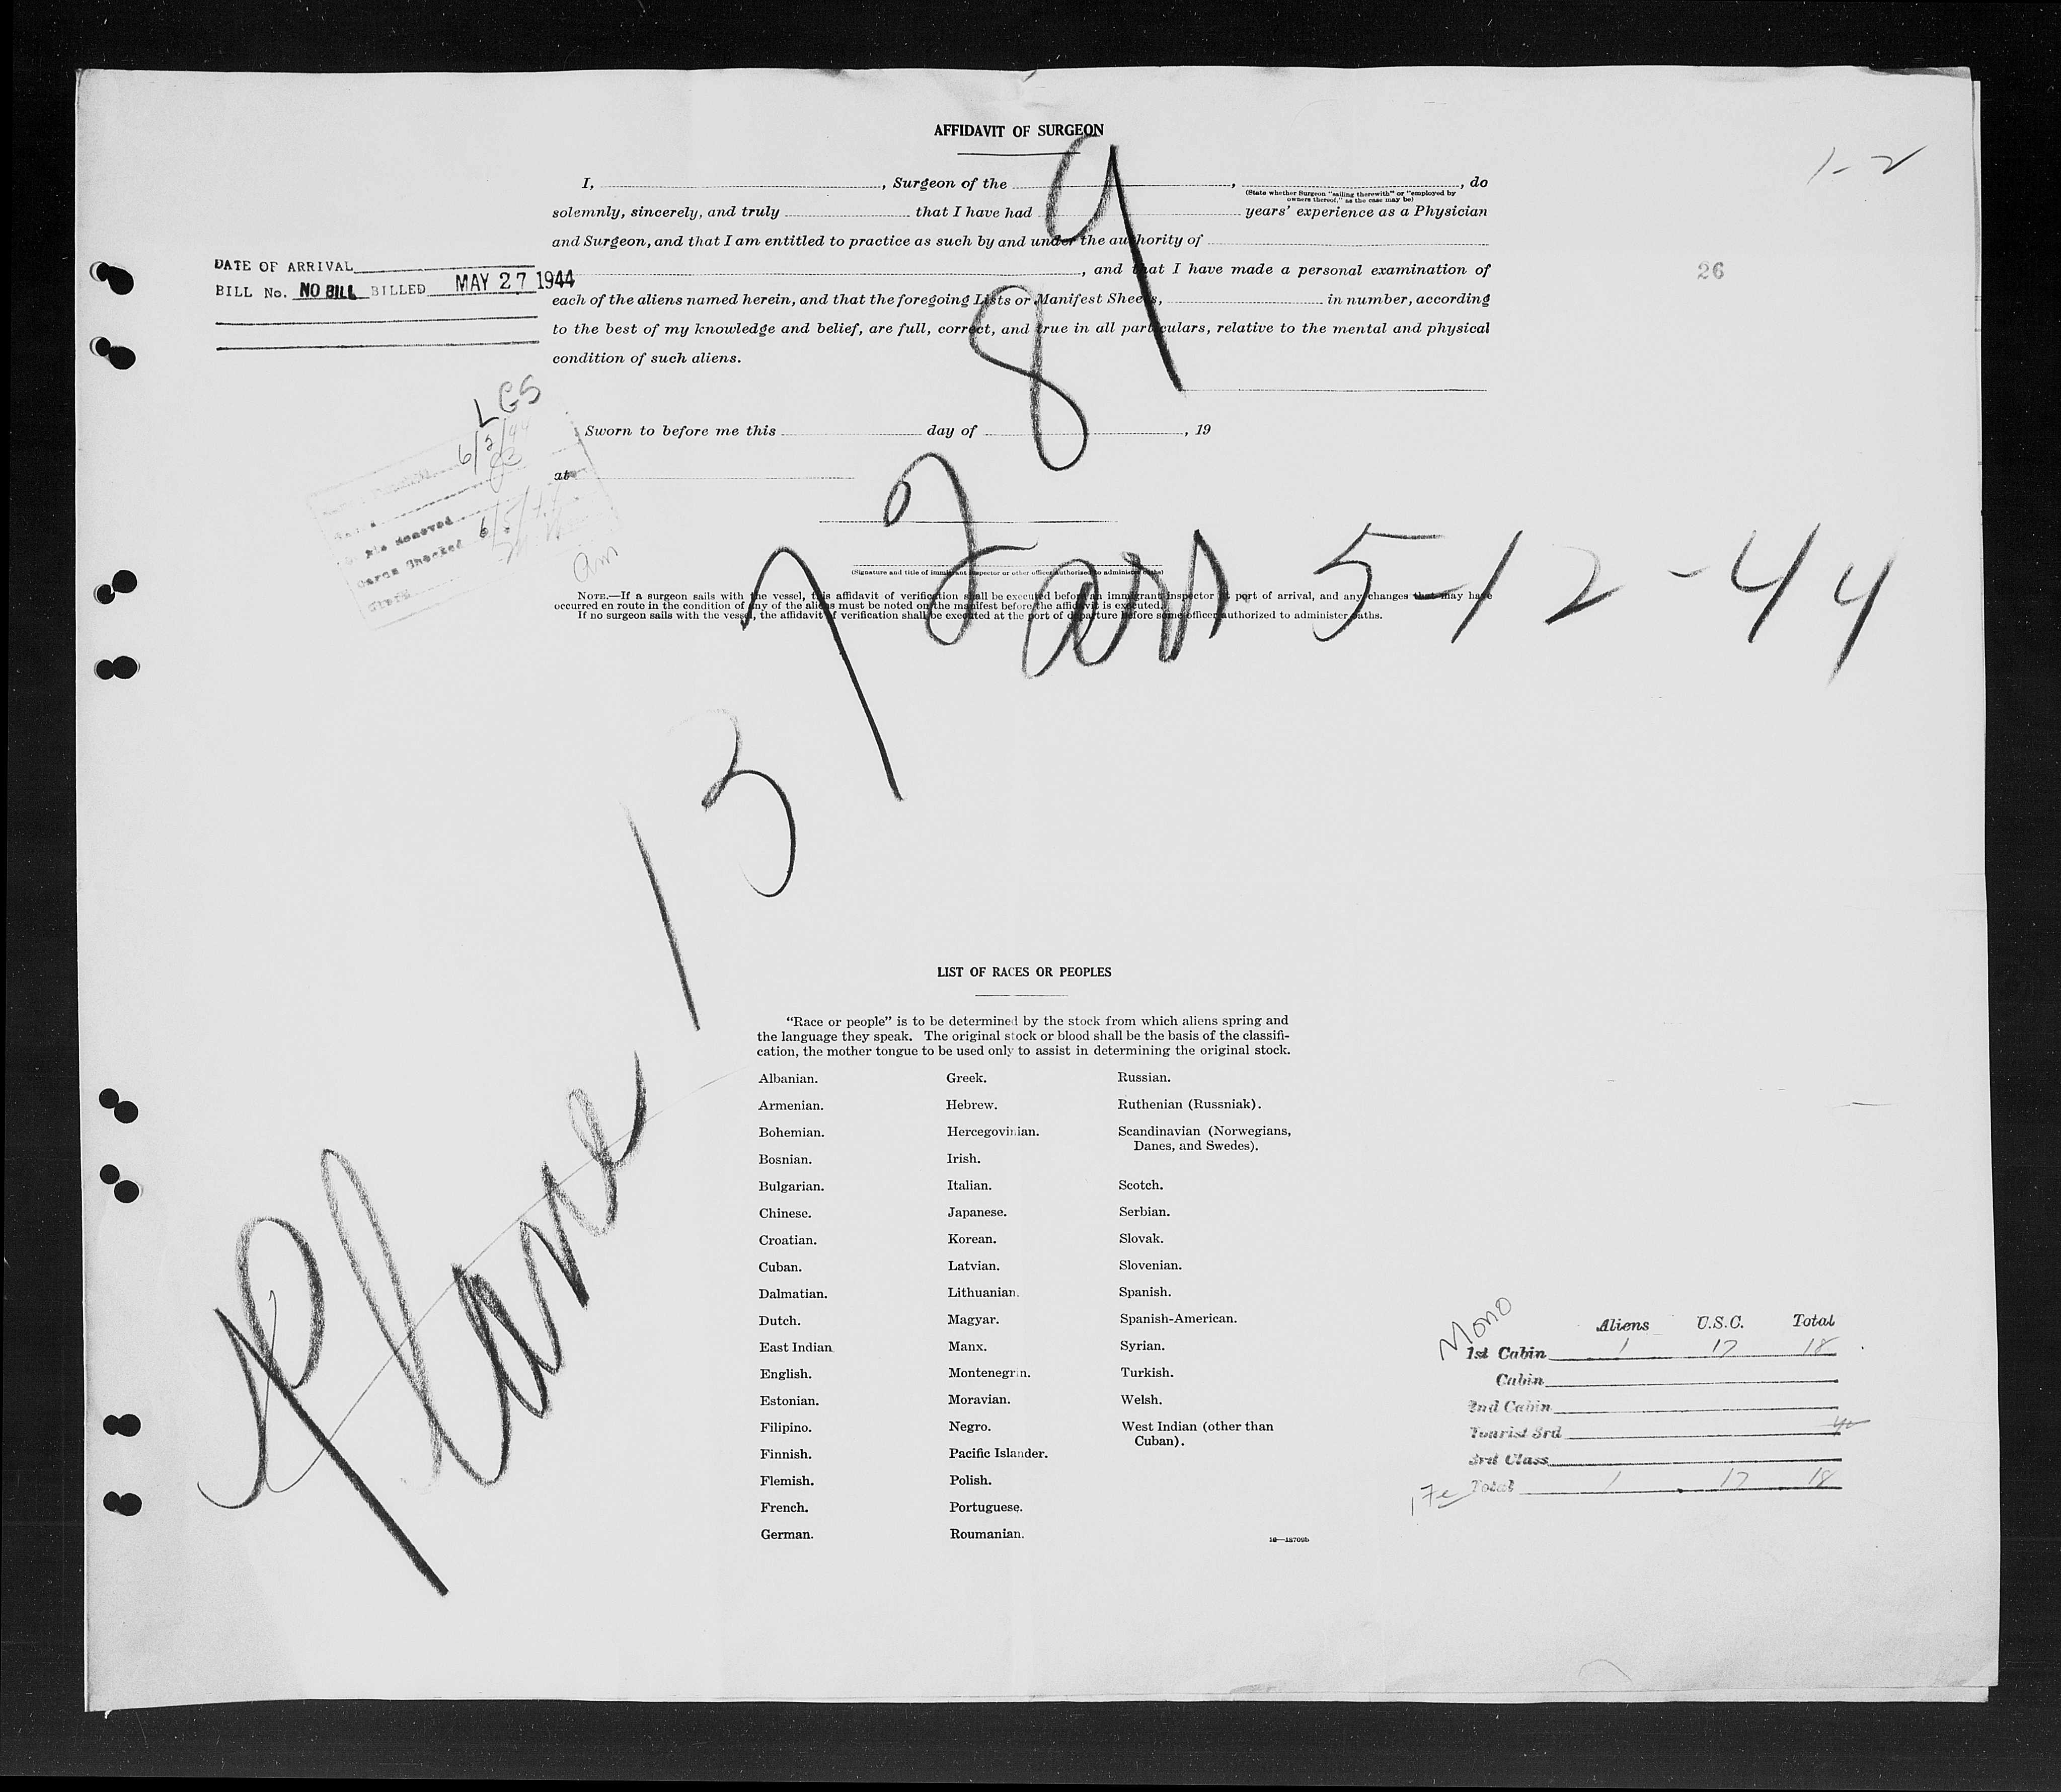 AFFIDAVIT OF SURGEON
1-2
I, , Surgeon of the , , do
(State whether Surgeon "sailing therewith" or "employed by
owners thereof," as the case may be)
solemnly, sincerely, and truly that I have had years' experience as a Physician
and Surgeon, and that I am entitled to practice as such by and under the authority of
, and that I have made a personal examination of
26
each of the aliens named herein, and that the foregoing Lists or Manifest Sheets, in number, according
to the best of my knowledge and belief, are full, correct, and true in all particulars, relative to the mental and physical
condition of such aliens.
DATE OF ARRIVAL
BILL No. NO BILL BILLED MAY 27 1944
LES
6/2/44
Sworn to before me this day of , 19
at
Removed
Checked
am
(Signature and title of immigrant inspector or other officer authorized to administer oaths)
NOTE.—If a surgeon sails with the vessel, this affidavit of verification shall be executed before an immigrant inspector at port of arrival, and any changes that may have
occurred en route in the condition of any of the aliens must be noted on the manifest before the affidavit is executed.
If no surgeon sails with the vessel, the affidavit of verification shall be executed at the port of departure before some officer authorized to administer oaths.
Plane 137289
arr 5-12-44
LIST OF RACES OR PEOPLES
"Race or people" is to be determined by the stock from which aliens spring and
the language they speak. The original stock or blood shall be the basis of the classifi-
cation, the mother tongue to be used only to assist in determining the original stock.
Albanian.
Armenian.
Bohemian.
Bosnian.
Bulgarian.
Chinese.
Croatian.
Cuban.
Dalmatian.
Dutch.
East Indian
English.
Estonian.
Filipino.
Finnish.
Flemish.
French.
German.
Greek.
Hebrew.
Hercegovinian.
Irish.
Italian.
Japanese.
Korean.
Latvian.
Lithuanian.
Magyar.
Manx.
Montenegrin.
Moravian.
Negro.
Pacific Islander.
Polish.
Portuguese.
Roumanian.
Russian.
Ruthenian (Russniak).
Scandinavian (Norwegians,
Danes, and Swedes).
Scotch.
Serbian.
Slovak.
Slovenian.
Spanish.
Spanish-American.
Syrian.
Turkish.
Welsh.
West Indian (other than
Cuban).
16—18709b
Mono
Aliens U.S.C. Total
1st Cabin 1 17 18
Cabin
2nd Cabin
Tourist 3rd
3rd Class
Total 1 17 18